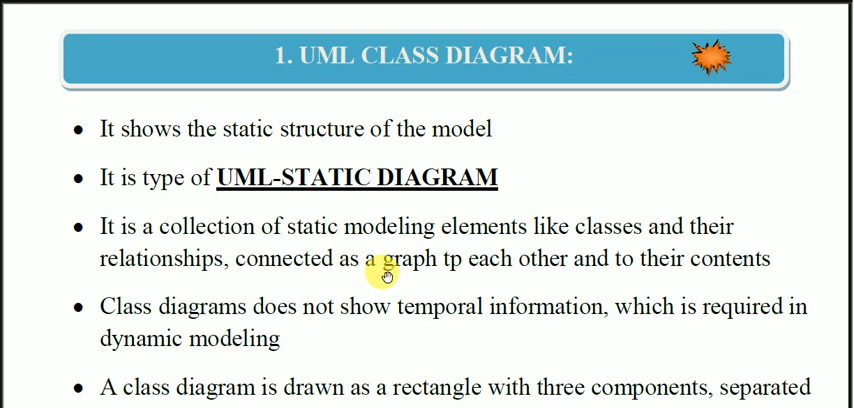 1. UML CLASS DIAGRAM:
• It shows the static structure of the model
• It is type of UML-STATIC DIAGRAM
• It is a collection of static modeling elements like classes and their
relationships, connected as a graph tp each other and to their contents
• Class diagrams does not show temporal information, which is required in
dynamic modeling
• A class diagram is drawn as a rectangle with three components, separated